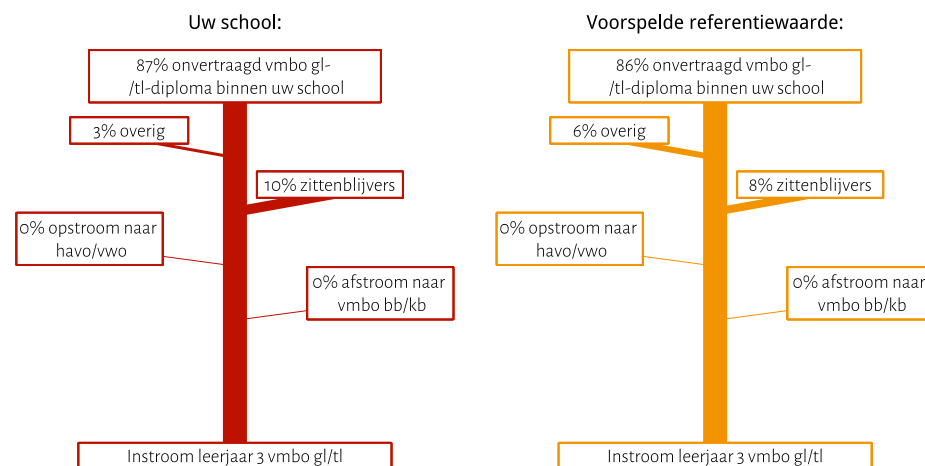 Uw school:
87% onvertraagd vmbo gl-
/tl-diploma binnen uw school
3% overig
10% zittenblijvers
0% opstroom naar
havo/vwo
0% afstroom naar
vmbo bb/kb
Instroom leerjaar 3 vmbo gl/tl
Voorspelde referentiewaarde:
86% onvertraagd vmbo gl-
/tl-diploma binnen uw school
6% overig
8% zittenblijvers
0% opstroom naar
havo/vwo
0% afstroom naar
vmbo bb/kb
Instroom leerjaar 3 vmbo gl/tl